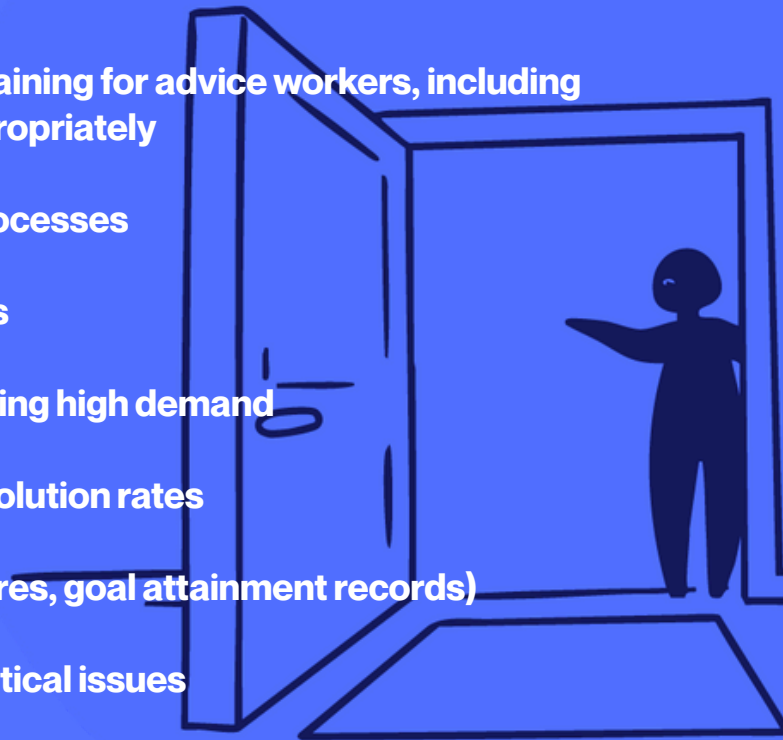 aining for advice workers, including
ropriately
ocesses
s
ing high demand
olution rates
res, goal attainment records)
tical issues